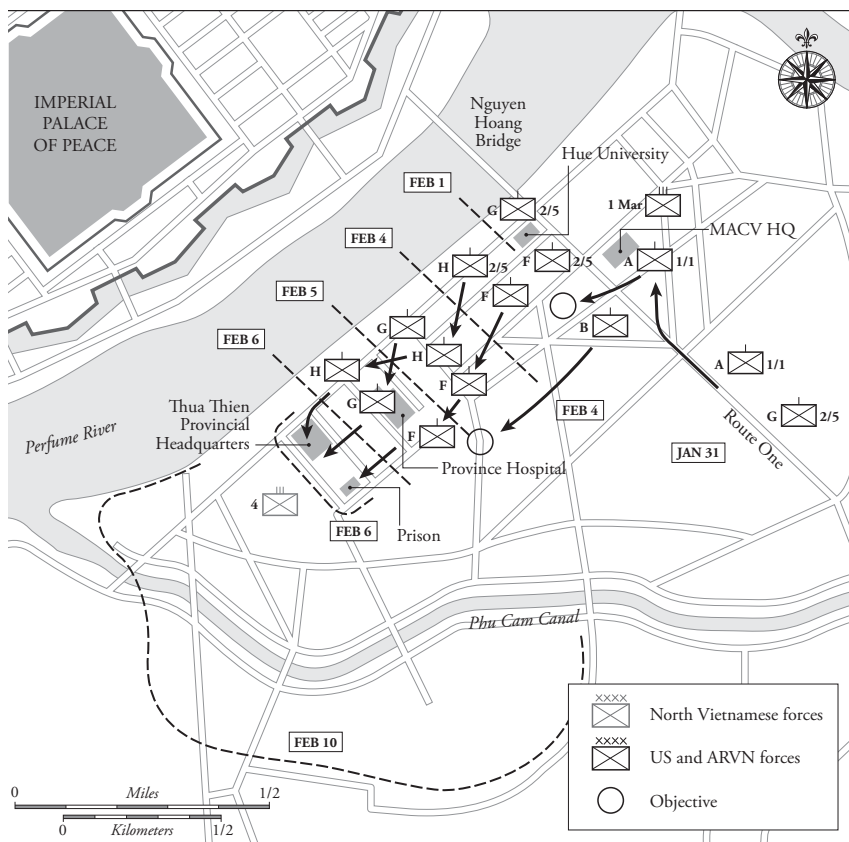 IMPERIAL
PALACE
OF PEACE
Nguyen
Hoang
Bridge
Hue University
FEB 1
G
2/5
1 Mar
FEB 4
MACV HQ
H
2/5
F
2/5
A
1/1
FEB 5
F
G
B
FEB 6
H
H
A
1/1
F
Thua Thien
Provincial
Headquarters
G
FEB 4
G
2/5
Perfume River
F
Route One
JAN 31
Province Hospital
4
FEB 6
Prison
Phu Cam Canal
FEB 10
XXXX
North Vietnamese forces
XXXX
US and ARVN forces
Objective
0
Miles
1/2
0
Kilometers
1/2